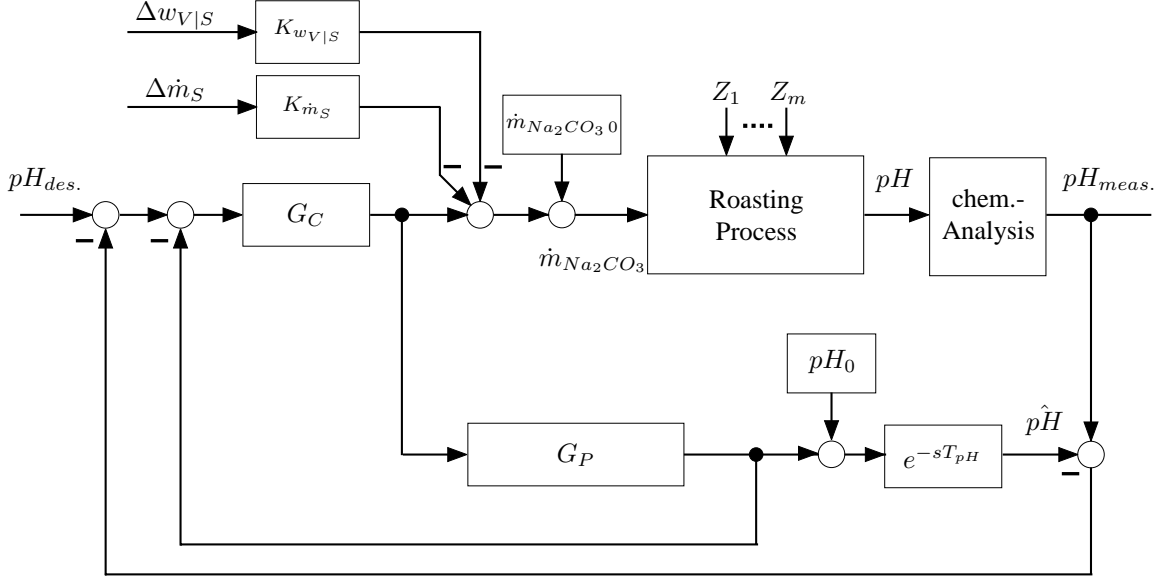 Δw_{V|S}
K_{w_{V|S}}
Δṁ_S
K_{ṁ_S}
Z_1
Z_m
ṁ_{Na_2CO_3 0}
pH_{des.}
G_C
Roasting
Process
pH
chem.-
Analysis
pH_{meas.}
ṁ_{Na_2CO_3}
pH_0
G_P
e^{-sT_{pH}}
p\hat{H}